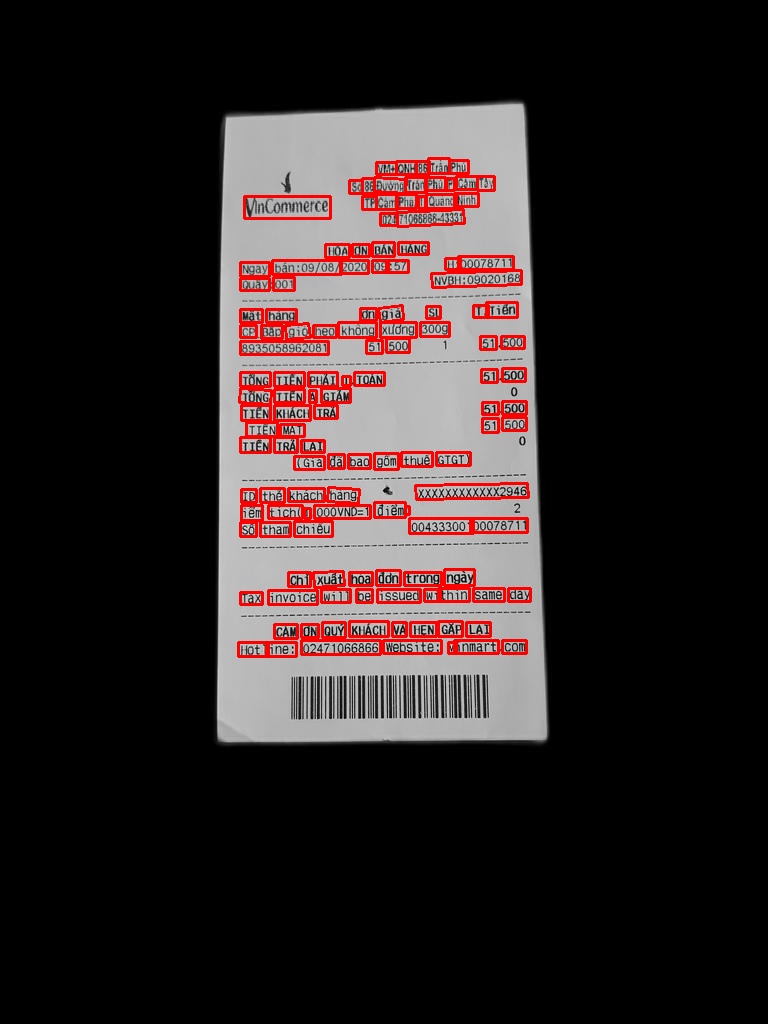 VinCommerce
VM+ QNH 86 Trần Phú
Số 86 Đường Trần Phú, P. Cẩm Tây
TP. Cẩm Phả, T. Quảng Ninh
02471066866-43331
HÓA ĐƠN BÁN HÀNG
Ngày bán:09/08/2020 09:57
00078711
Quầy 001
NVBH:09020168
Mặt hàng Đơn giá SL T.Tiền
CP Bắp giò heo không xương 300g
8935058962081 51.500 1 51.500
TỔNG TIỀN PHẢI T.TOÁN 51.500
TỔNG TIỀN ĐÃ GIẢM 0
TIỀN KHÁCH TRẢ 51.500
TIỀN MẶT 51.500
TIỀN TRẢ LẠI 0
(Giá đã bao gồm thuế GTGT)
ID thẻ khách hàng XXXXXXXXXXXX2946
Điểm tích( 000VND=1 điểm) 2
Số tham chiếu 00433300100078711
Chỉ xuất hóa đơn trong ngày
Tax invoice will be issued within same day
CẢM ƠN QUÝ KHÁCH VÀ HẸN GẶP LẠI
Hotline: 02471066866 Website: vinmart.com